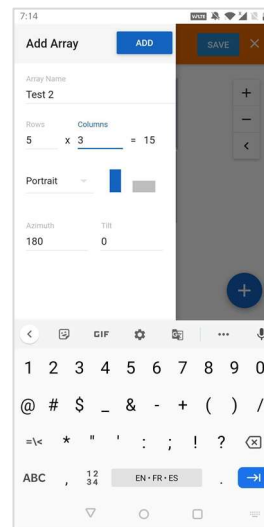 7:14 VoLTE
Add Array ADD SAVE ×
Array Name
Test 2
Rows Columns
5 x 3 = 15
+
−
<
Portrait
Azimuth Tilt
180 0
+
< GIF ...
1 2 3 4 5 6 7 8 9 0
@ # $ _ & - + ( ) /
=\< * " ' : ; ! ?
ABC , 12 34 EN • FR • ES .